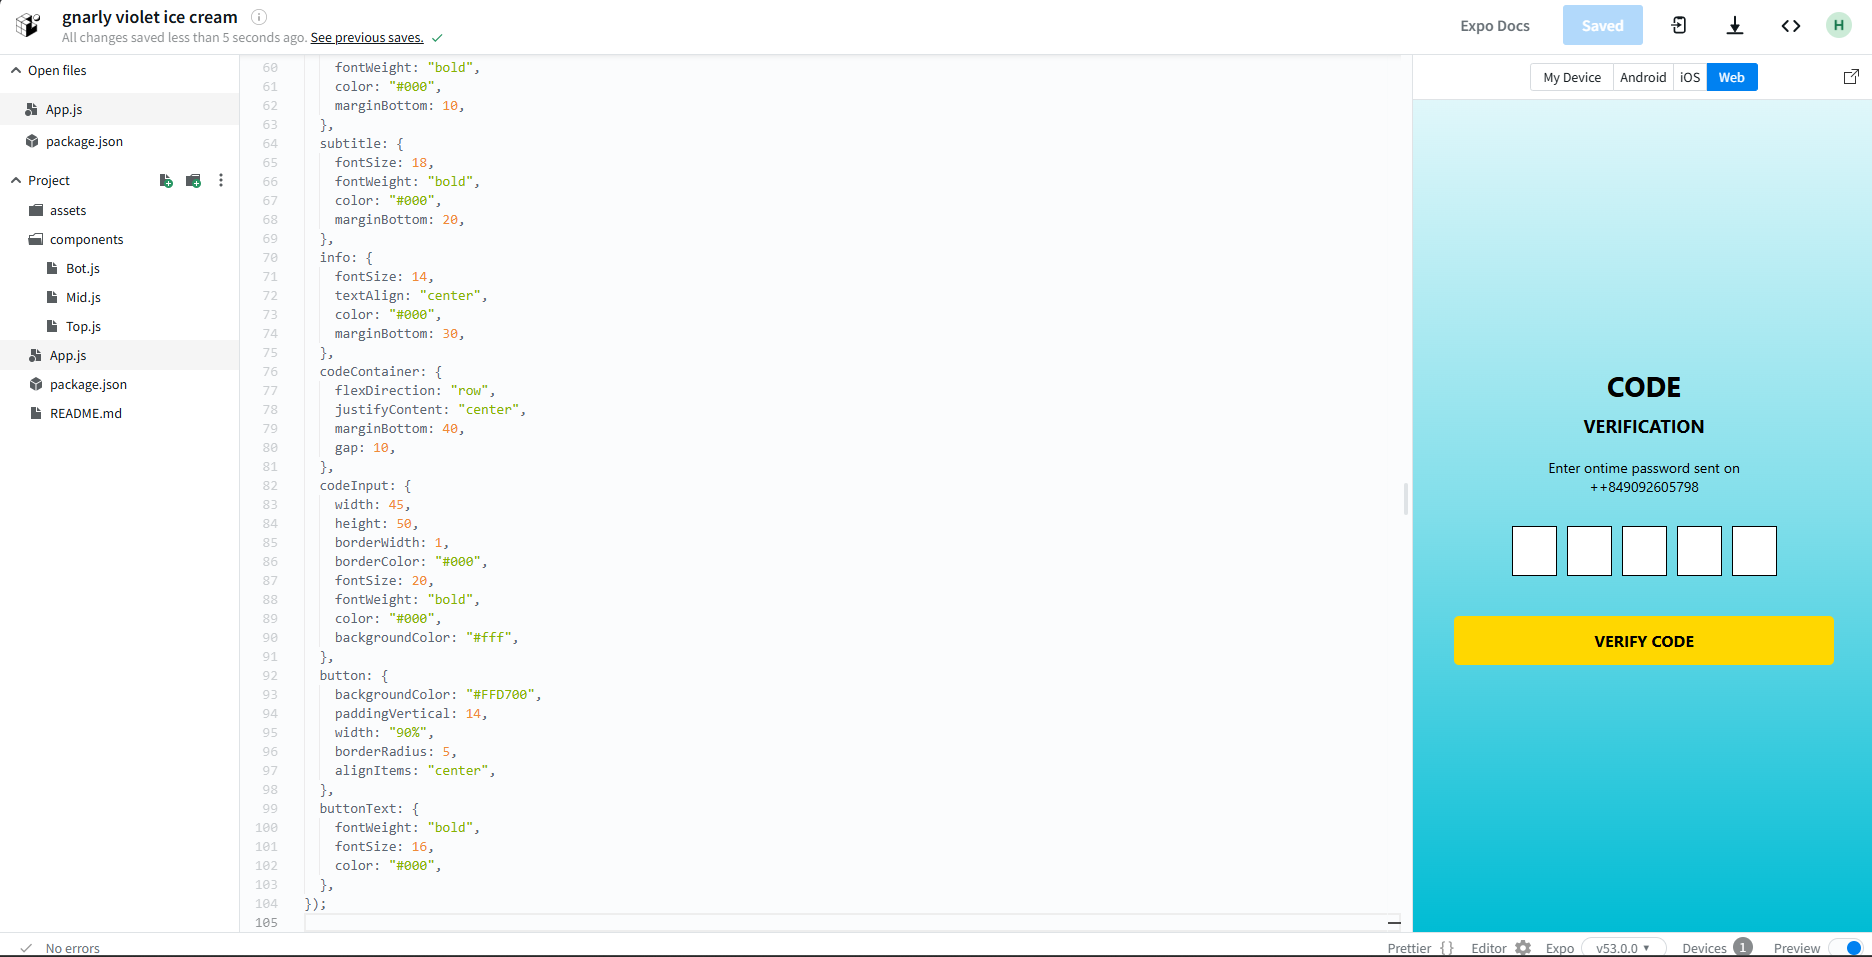 gnarly violet ice cream
All changes saved less than 5 seconds ago. See previous saves.
Expo Docs
Saved
H
Open files
App.js
package.json
Project
assets
components
Bot.js
Mid.js
Top.js
App.js
package.json
README.md
60 fontWeight: "bold",
61 color: "#000",
62 marginBottom: 10,
63 },
64 subtitle: {
65 fontSize: 18,
66 fontWeight: "bold",
67 color: "#000",
68 marginBottom: 20,
69 },
70 info: {
71 fontSize: 14,
72 textAlign: "center",
73 color: "#000",
74 marginBottom: 30,
75 },
76 codeContainer: {
77 flexDirection: "row",
78 justifyContent: "center",
79 marginBottom: 40,
80 gap: 10,
81 },
82 codeInput: {
83 width: 45,
84 height: 50,
85 borderWidth: 1,
86 borderColor: "#000",
87 fontSize: 20,
88 fontWeight: "bold",
89 color: "#000",
90 backgroundColor: "#fff",
91 },
92 button: {
93 backgroundColor: "#FFD700",
94 paddingVertical: 14,
95 width: "90%",
96 borderRadius: 5,
97 alignItems: "center",
98 },
99 buttonText: {
100 fontWeight: "bold",
101 fontSize: 16,
102 color: "#000",
103 },
104 });
105
My Device Android iOS Web
CODE
VERIFICATION
Enter ontime password sent on
++849092605798
VERIFY CODE
No errors
Prettier {} Editor Expo v53.0.0 Devices 1 Preview